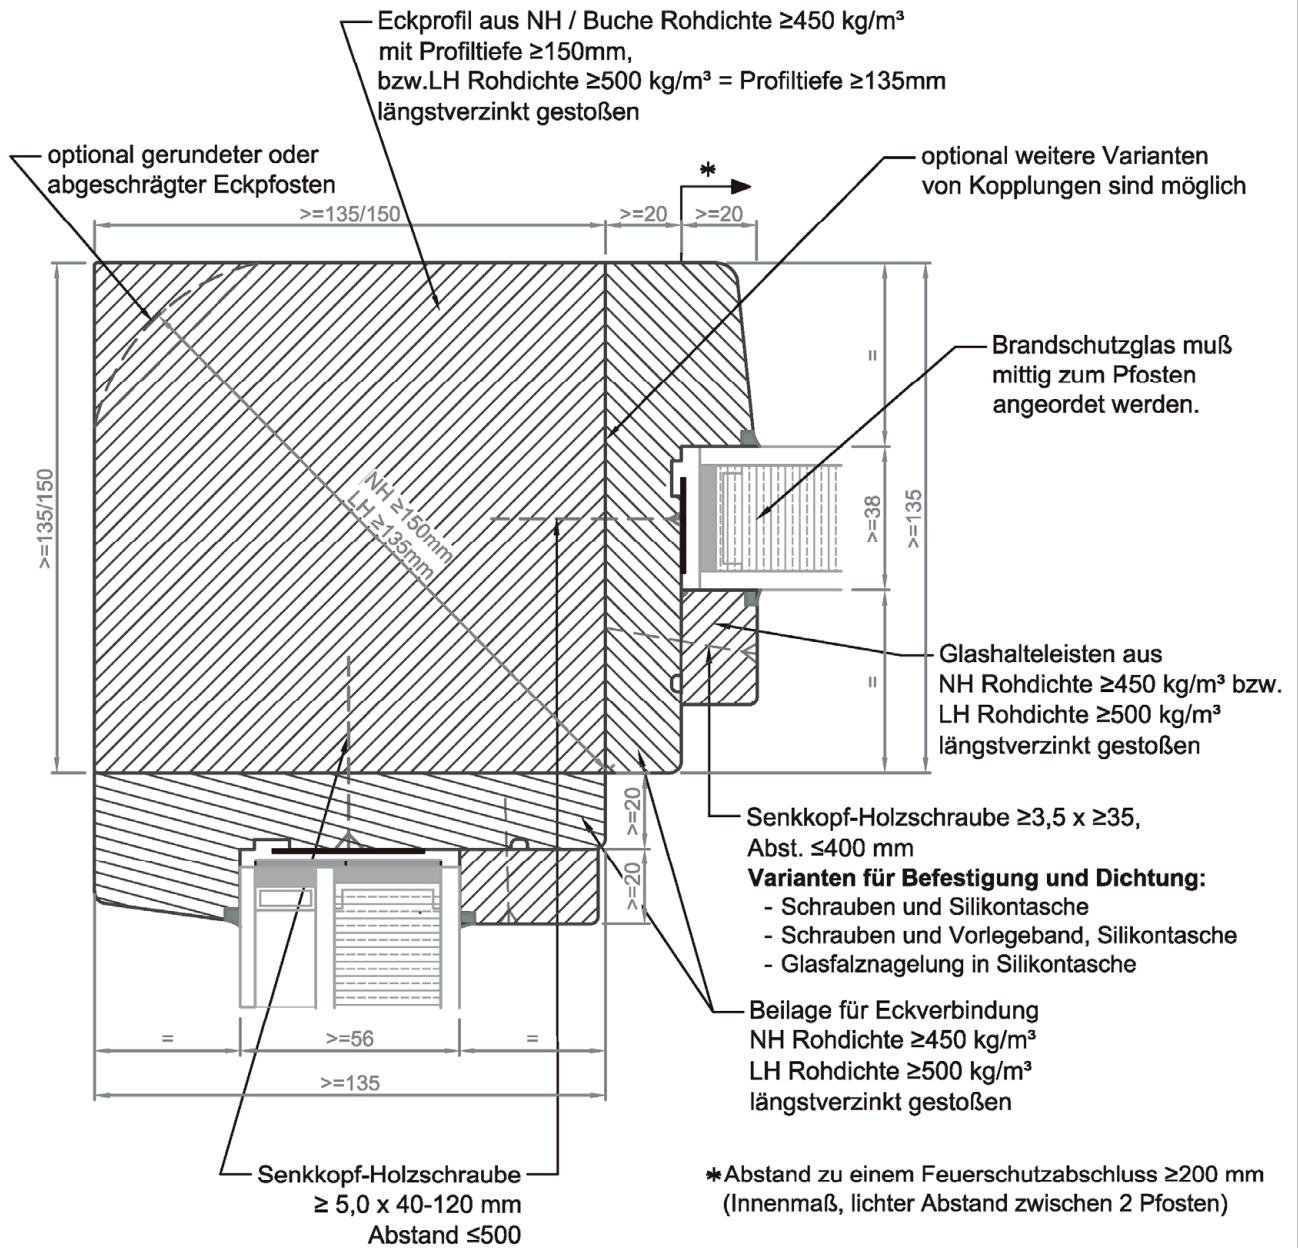 Eckprofil aus NH / Buche Rohdichte ≥450 kg/m³
mit Profiltiefe ≥150mm,
bzw.LH Rohdichte ≥500 kg/m³ = Profiltiefe ≥135mm
längstverzinkt gestoßen
optional gerundeter oder
abgeschrägter Eckpfosten
optional weitere Varianten
von Kopplungen sind möglich
*
>=135/150
>=20
>=20
Brandschutzglas muß
mittig zum Pfosten
angeordet werden.
=
>=135/150
NH ≥150mm
LH ≥135mm
>=38
>=135
=
Glashalteleisten aus
NH Rohdichte ≥450 kg/m³ bzw.
LH Rohdichte ≥500 kg/m³
längstverzinkt gestoßen
>=20
>=20
Senkkopf-Holzschraube ≥3,5 x ≥35,
Abst. ≤400 mm
Varianten für Befestigung und Dichtung:
- Schrauben und Silikontasche
- Schrauben und Vorlegeband, Silikontasche
- Glasfalznagelung in Silikontasche
Beilage für Eckverbindung
NH Rohdichte ≥450 kg/m³
LH Rohdichte ≥500 kg/m³
längstverzinkt gestoßen
=
>=56
=
>=135
Senkkopf-Holzschraube
≥ 5,0 x 40-120 mm
Abstand ≤500
*Abstand zu einem Feuerschutzabschluss ≥200 mm
(Innenmaß, lichter Abstand zwischen 2 Pfosten)